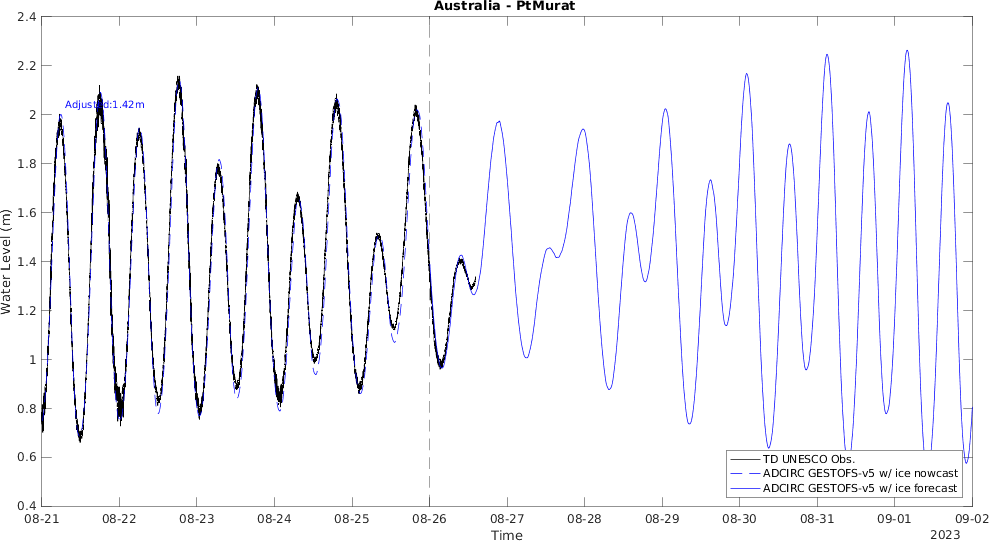 Australia - PtMurat
2.4
2.2
2
1.8
1.6
1.4
1.2
1
0.8
0.6
0.4
Water Level (m)
Adjusted:1.42m
TD UNESCO Obs.
ADCIRC GESTOFS-v5 w/ ice nowcast
ADCIRC GESTOFS-v5 w/ ice forecast
08-21 08-22 08-23 08-24 08-25 08-26 08-27 08-28 08-29 08-30 08-31 09-01 09-02
Time
2023